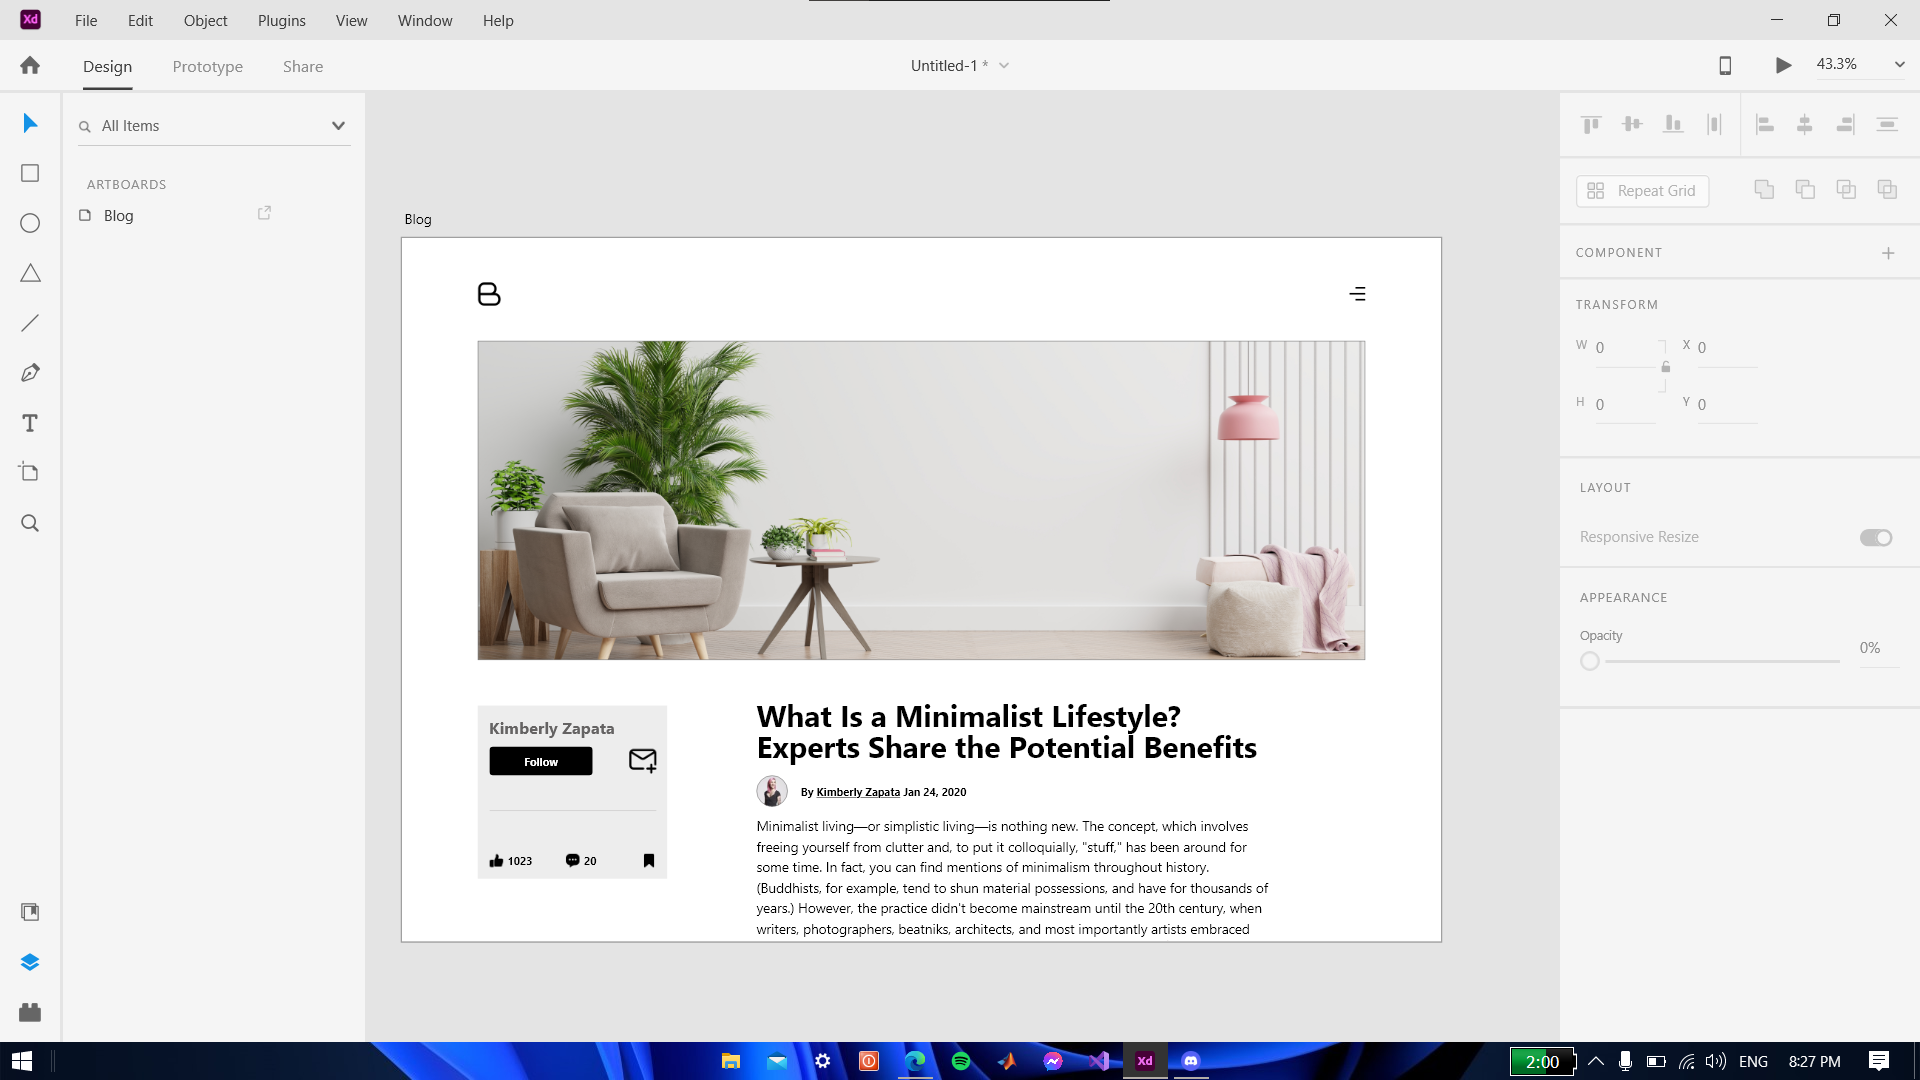 Xd File Edit Object Plugins View Window Help
Design Prototype Share
Untitled-1 *
43.3%
All Items
ARTBOARDS
Blog
Blog
B
What Is a Minimalist Lifestyle?
Experts Share the Potential Benefits
Kimberly Zapata
Follow
1023 20
By Kimberly Zapata Jan 24, 2020
Minimalist living—or simplistic living—is nothing new. The concept, which involves
freeing yourself from clutter and, to put it colloquially, "stuff," has been around for
some time. In fact, you can find mentions of minimalism throughout history.
(Buddhists, for example, tend to shun material possessions, and have for thousands of
years.) However, the practice didn't become mainstream until the 20th century, when
writers, photographers, beatniks, architects, and most importantly artists embraced
Repeat Grid
COMPONENT
TRANSFORM
W 0 X 0
H 0 Y 0
LAYOUT
Responsive Resize
APPEARANCE
Opacity
0%
Xd
2:00 ENG 8:27 PM